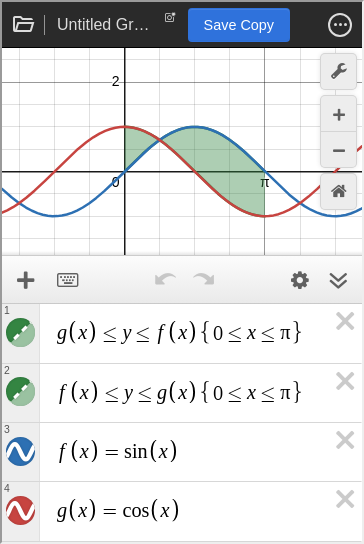 Untitled Gr...
Save Copy
2
0
π
1
g(x) ≤ y ≤ f(x){0 ≤ x ≤ π}
2
f(x) ≤ y ≤ g(x){0 ≤ x ≤ π}
3
f(x) = sin(x)
4
g(x) = cos(x)